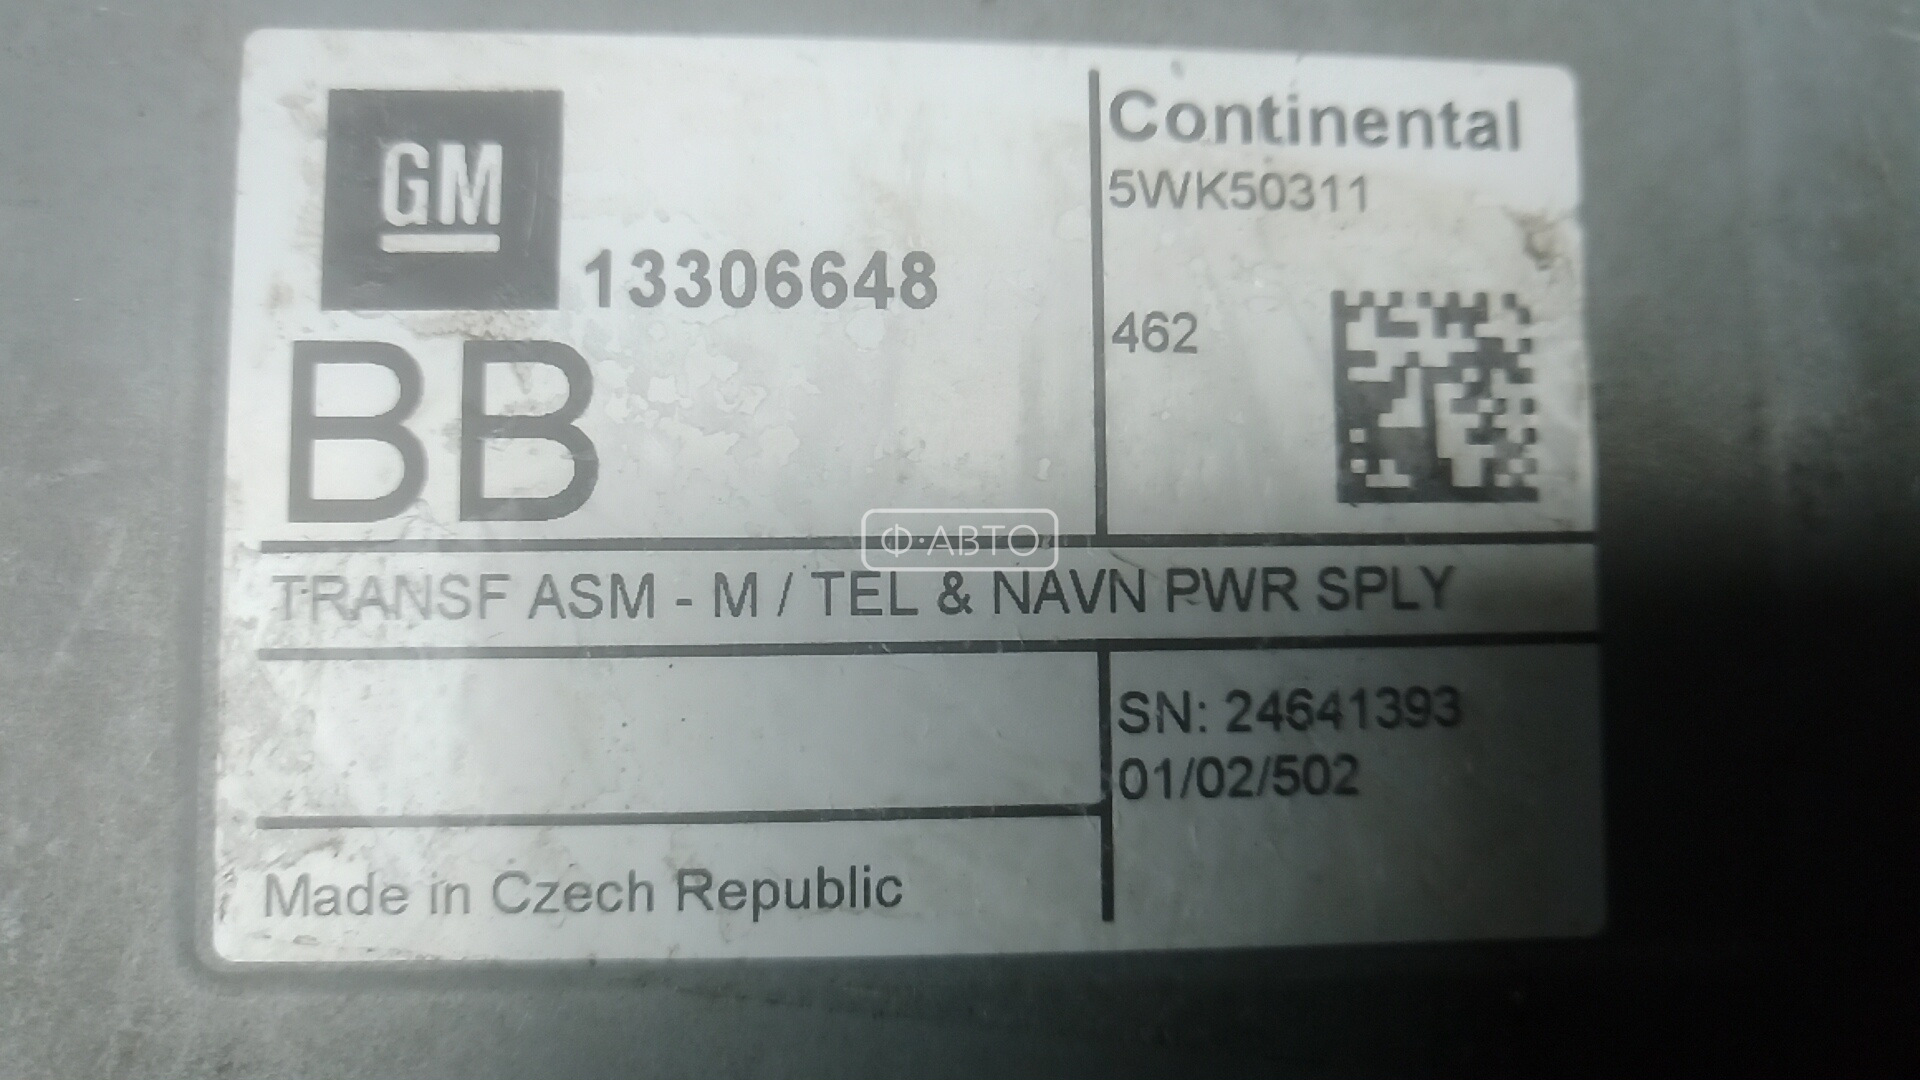 GM
13306648
BB
Continental
5WK50311
462
Ф·АВТО
TRANSF ASM - M / TEL & NAVN PWR SPLY
SN: 24641393
01/02/502
Made in Czech Republic